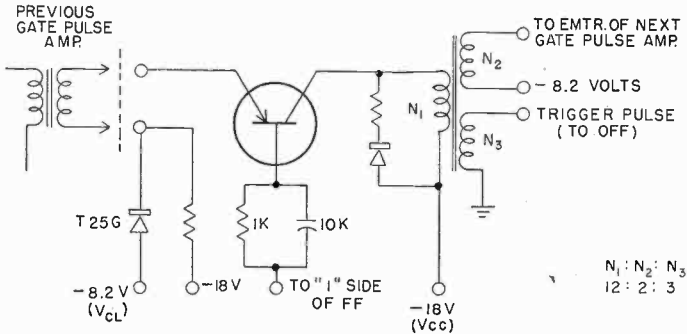 PREVIOUS
GATE PULSE
AMP.
TO EMTR. OF NEXT
GATE PULSE AMP.
N₂
-8.2 VOLTS
N₁
TRIGGER PULSE
(TO OFF)
N₃
T25G
1K
10K
-8.2 V
(V_CL)
-18V
TO "1" SIDE
OF FF
-18V
(Vcc)
N₁ : N₂ : N₃
12 : 2 : 3